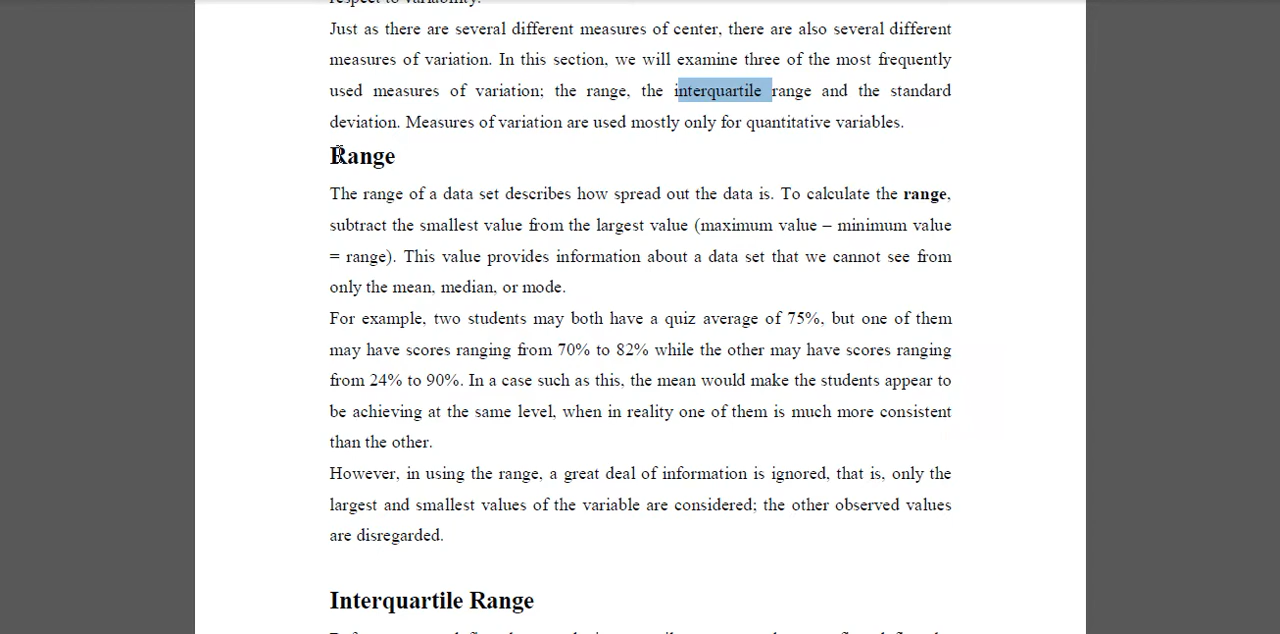 respect to variability.
Just as there are several different measures of center, there are also several different
measures of variation. In this section, we will examine three of the most frequently
used measures of variation; the range, the interquartile range and the standard
deviation. Measures of variation are used mostly only for quantitative variables.
Range
The range of a data set describes how spread out the data is. To calculate the range,
subtract the smallest value from the largest value (maximum value – minimum value
= range). This value provides information about a data set that we cannot see from
only the mean, median, or mode.
For example, two students may both have a quiz average of 75%, but one of them
may have scores ranging from 70% to 82% while the other may have scores ranging
from 24% to 90%. In a case such as this, the mean would make the students appear to
be achieving at the same level, when in reality one of them is much more consistent
than the other.
However, in using the range, a great deal of information is ignored, that is, only the
largest and smallest values of the variable are considered; the other observed values
are disregarded.
Interquartile Range